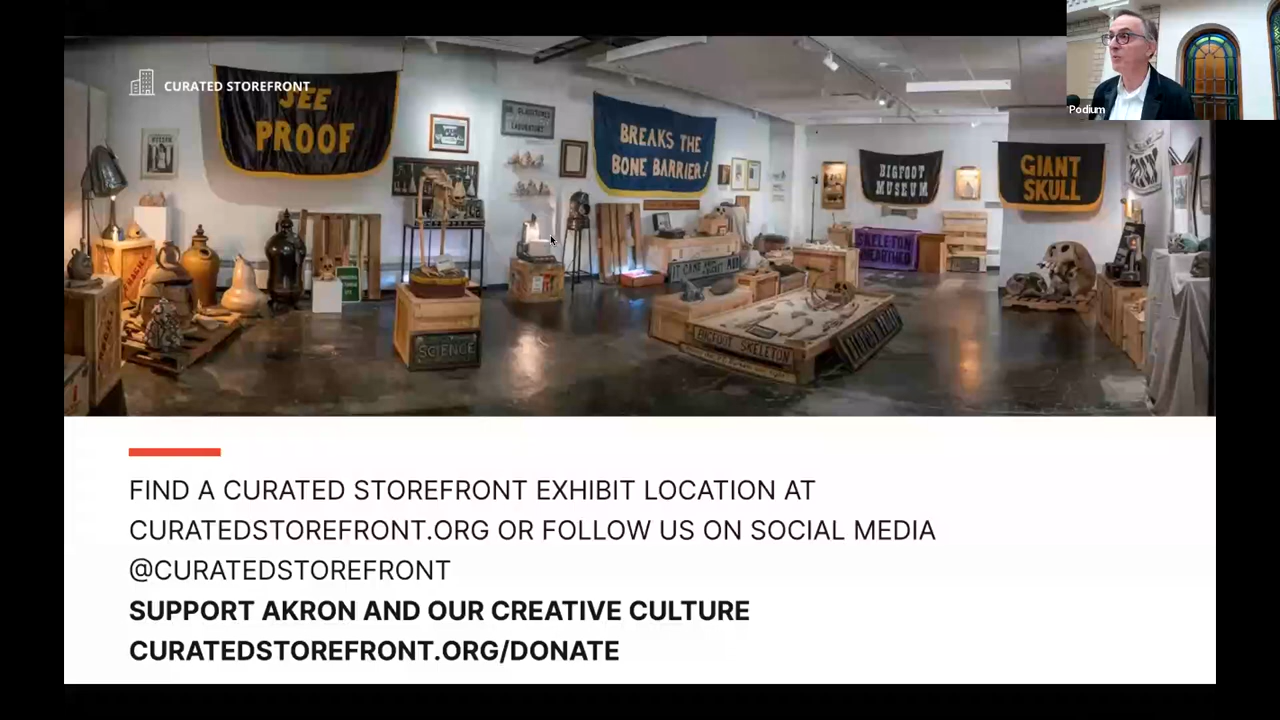 Podium
CURATED STOREFRONT
SEE
PROOF
BREAKS THE
BONE BARRIER!
BIGFOOT
MUSEUM
GIANT
SKULL
SKELETON
UNEARTHED
SCIENCE
BIGFOOT SKELETON
FIND A CURATED STOREFRONT EXHIBIT LOCATION AT
CURATEDSTOREFRONT.ORG OR FOLLOW US ON SOCIAL MEDIA
@CURATEDSTOREFRONT
SUPPORT AKRON AND OUR CREATIVE CULTURE
CURATEDSTOREFRONT.ORG/DONATE